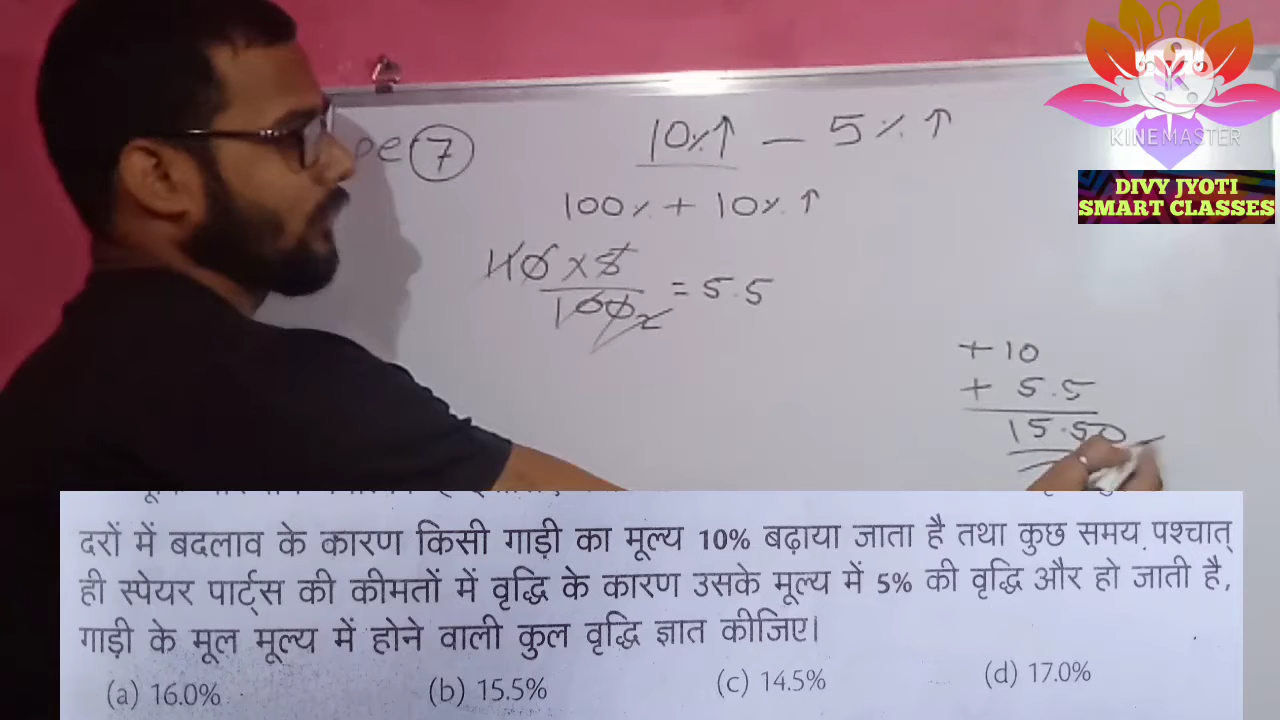 pe 7
10%↑ — 5%↑
100% + 10%↑
110 × 5
100 = 5.5
+10
+ 5.5
15.50
KINEMASTER
DIVY JYOTI
SMART CLASSES
दरों में बदलाव के कारण किसी गाड़ी का मूल्य 10% बढ़ाया जाता है तथा कुछ समय पश्चात्
ही स्पेयर पार्ट्स की कीमतों में वृद्धि के कारण उसके मूल्य में 5% की वृद्धि और हो जाती है,
गाड़ी के मूल मूल्य में होने वाली कुल वृद्धि ज्ञात कीजिए।
(a) 16.0% (b) 15.5% (c) 14.5% (d) 17.0%